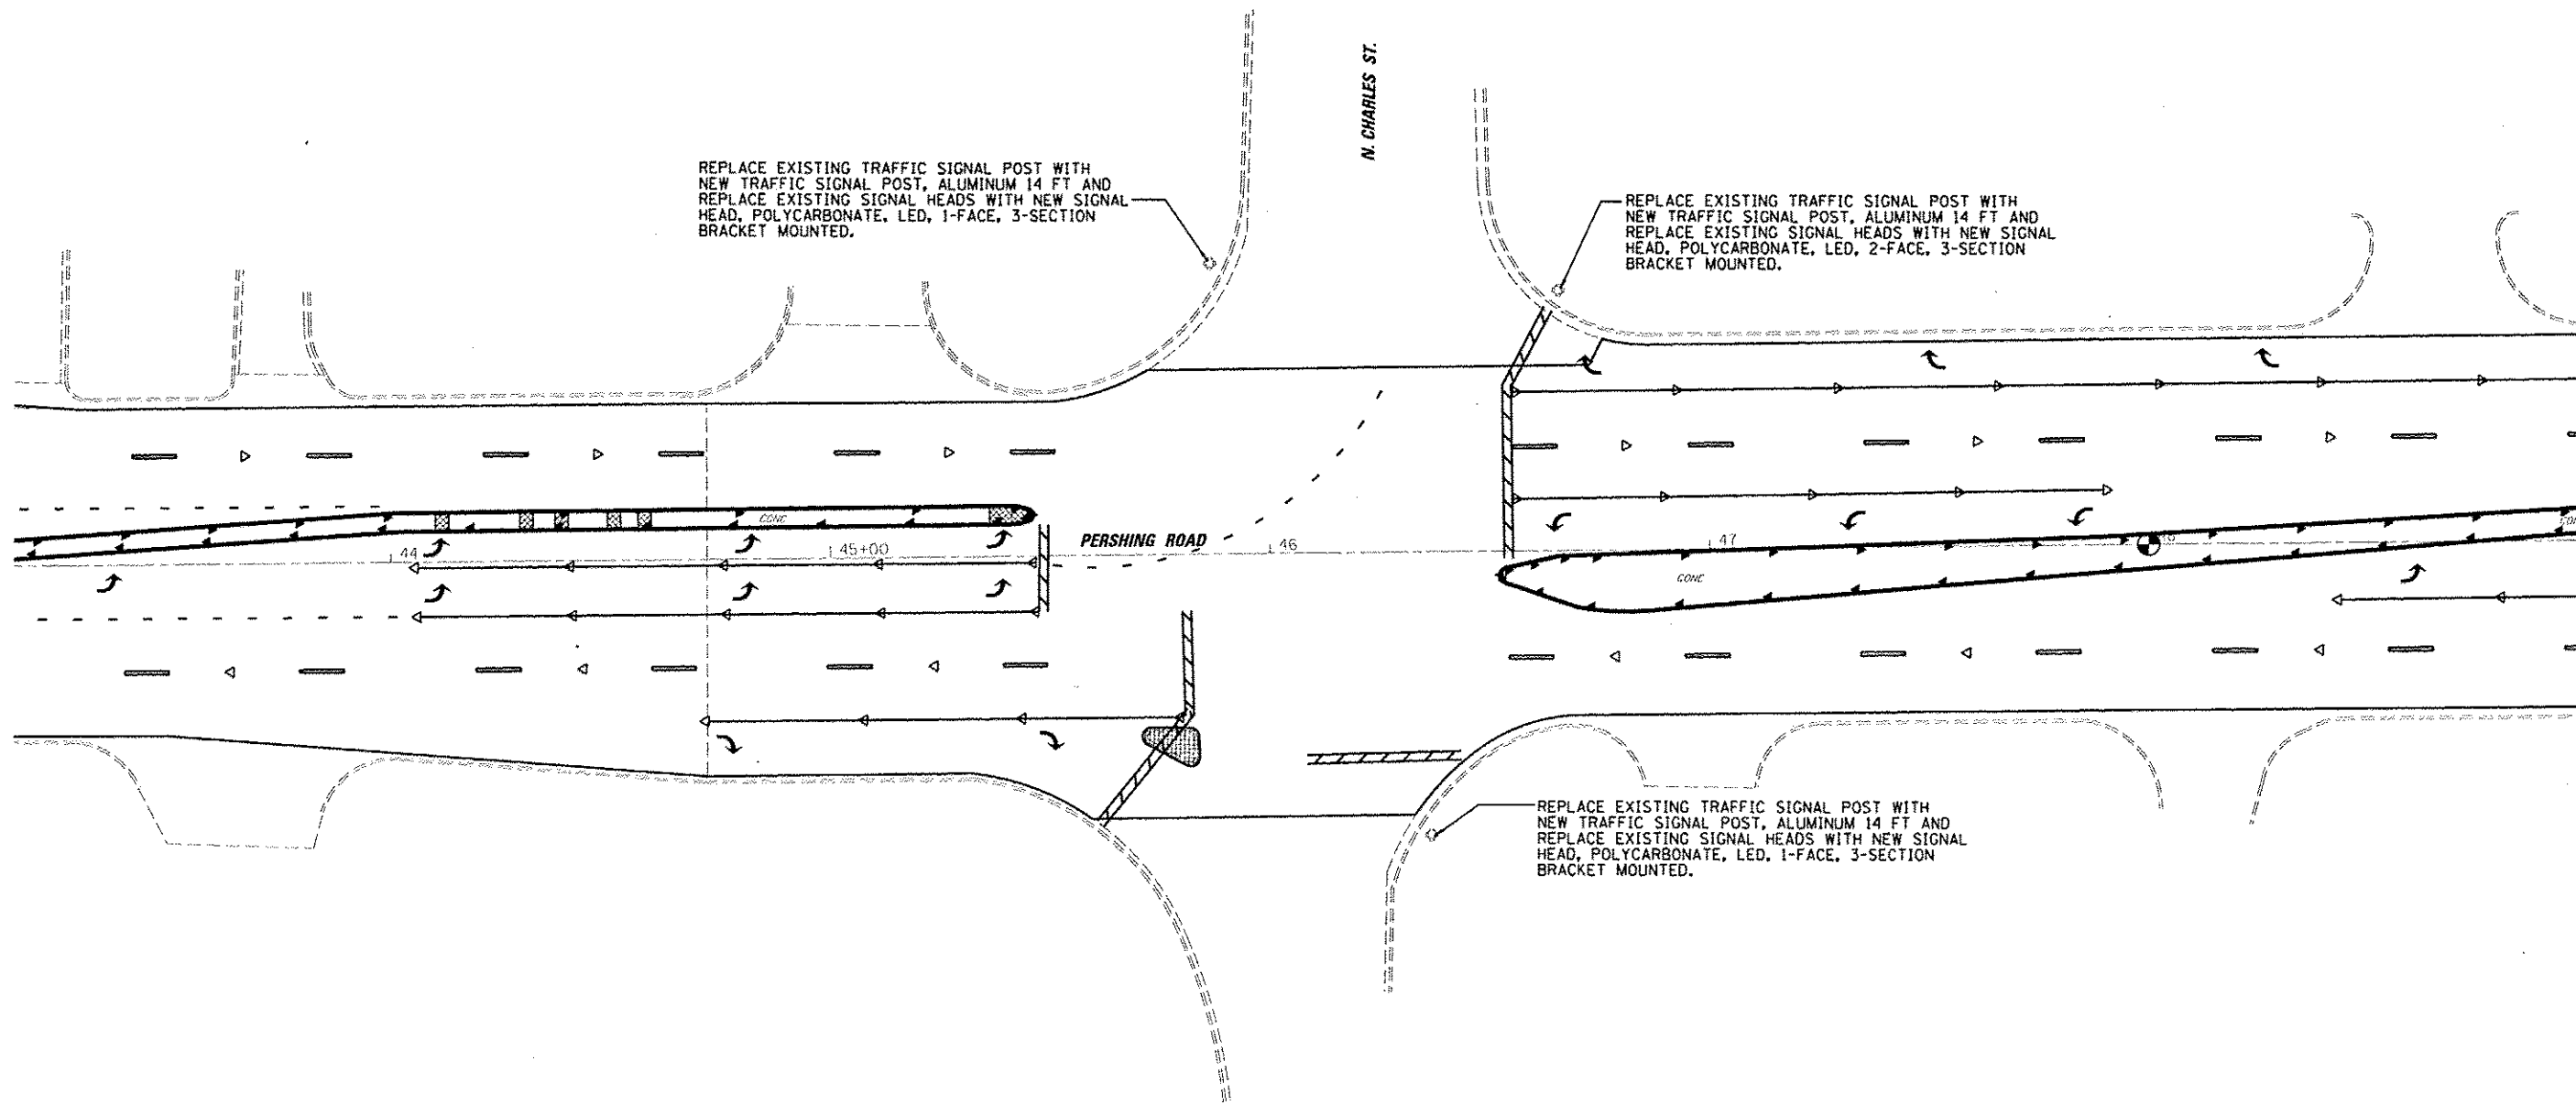 N. CHARLES ST.
REPLACE EXISTING TRAFFIC SIGNAL POST WITH
NEW TRAFFIC SIGNAL POST, ALUMINUM 14 FT AND
REPLACE EXISTING SIGNAL HEADS WITH NEW SIGNAL
HEAD, POLYCARBONATE, LED, 1-FACE, 3-SECTION
BRACKET MOUNTED.
REPLACE EXISTING TRAFFIC SIGNAL POST WITH
NEW TRAFFIC SIGNAL POST, ALUMINUM 14 FT AND
REPLACE EXISTING SIGNAL HEADS WITH NEW SIGNAL
HEAD, POLYCARBONATE, LED, 2-FACE, 3-SECTION
BRACKET MOUNTED.
CONC
44
45+00
PERSHING ROAD
46
47
CONC
REPLACE EXISTING TRAFFIC SIGNAL POST WITH
NEW TRAFFIC SIGNAL POST, ALUMINUM 14 FT AND
REPLACE EXISTING SIGNAL HEADS WITH NEW SIGNAL
HEAD, POLYCARBONATE, LED, 1-FACE, 3-SECTION
BRACKET MOUNTED.